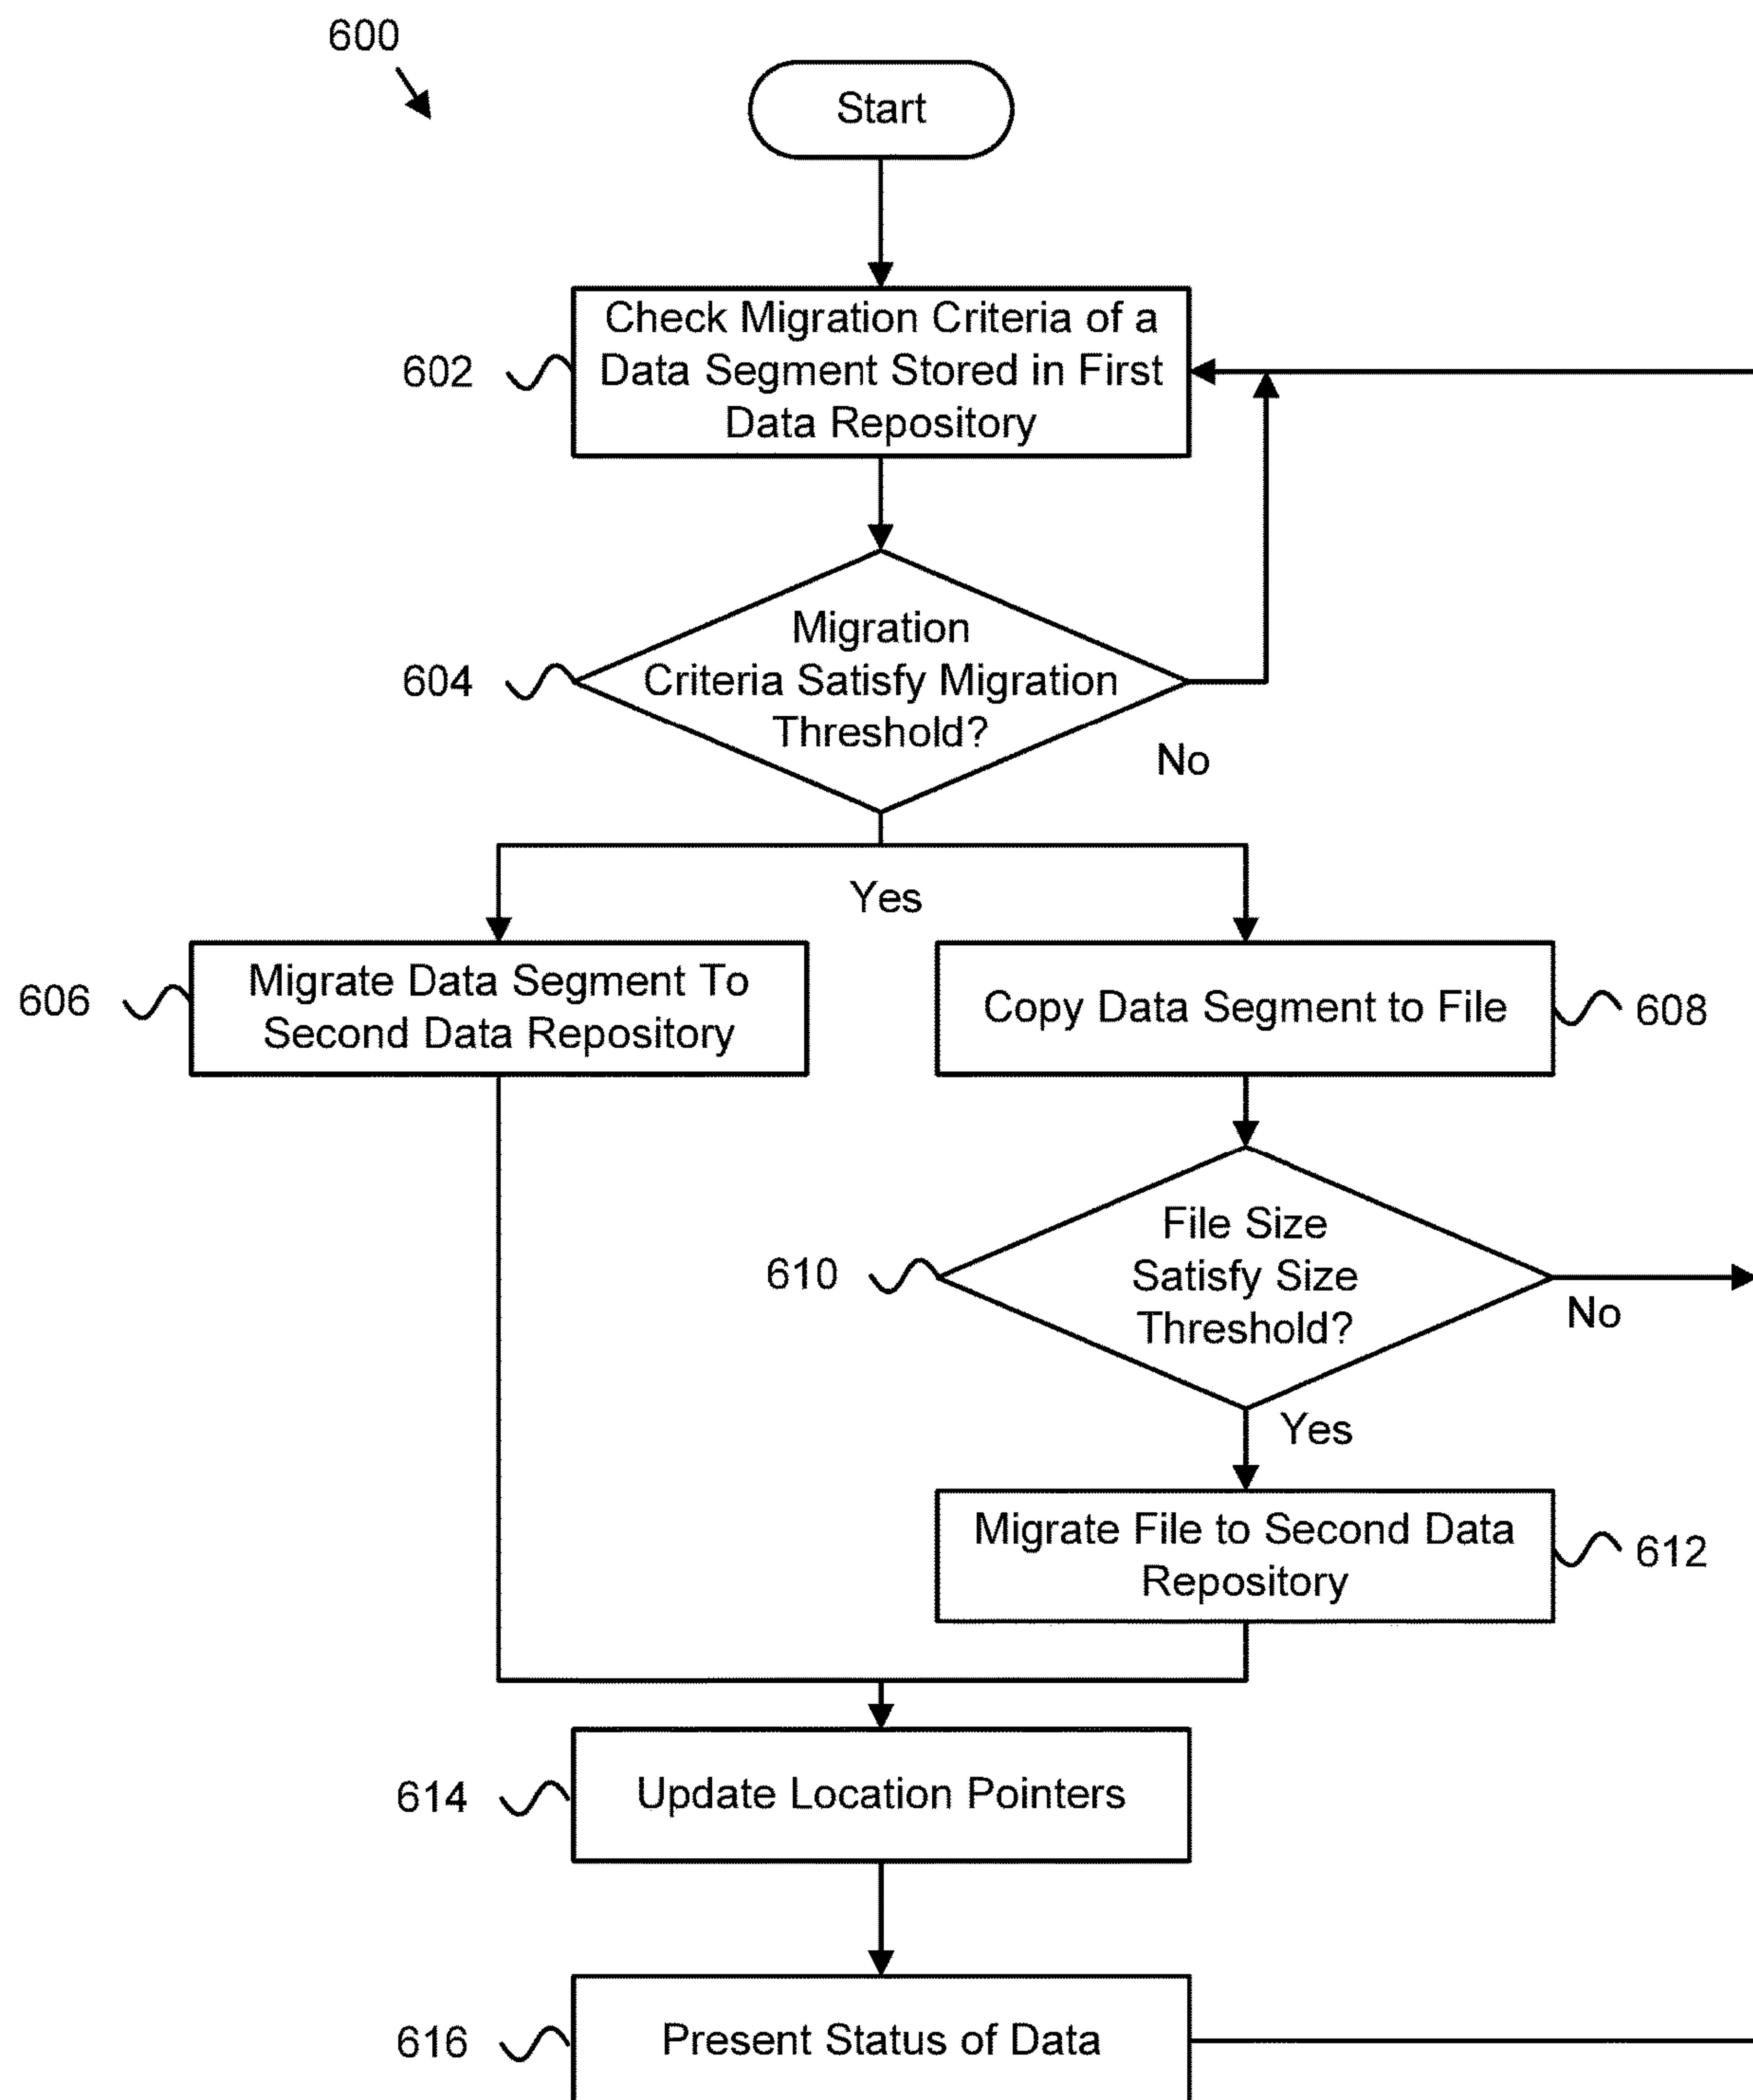 600
Start
602
Check Migration Criteria of a
Data Segment Stored in First
Data Repository
604
Migration
Criteria Satisfy Migration
Threshold?
No
Yes
606
Migrate Data Segment To
Second Data Repository
Copy Data Segment to File
608
610
File Size
Satisfy Size
Threshold?
No
Yes
Migrate File to Second Data
Repository
612
614
Update Location Pointers
616
Present Status of Data